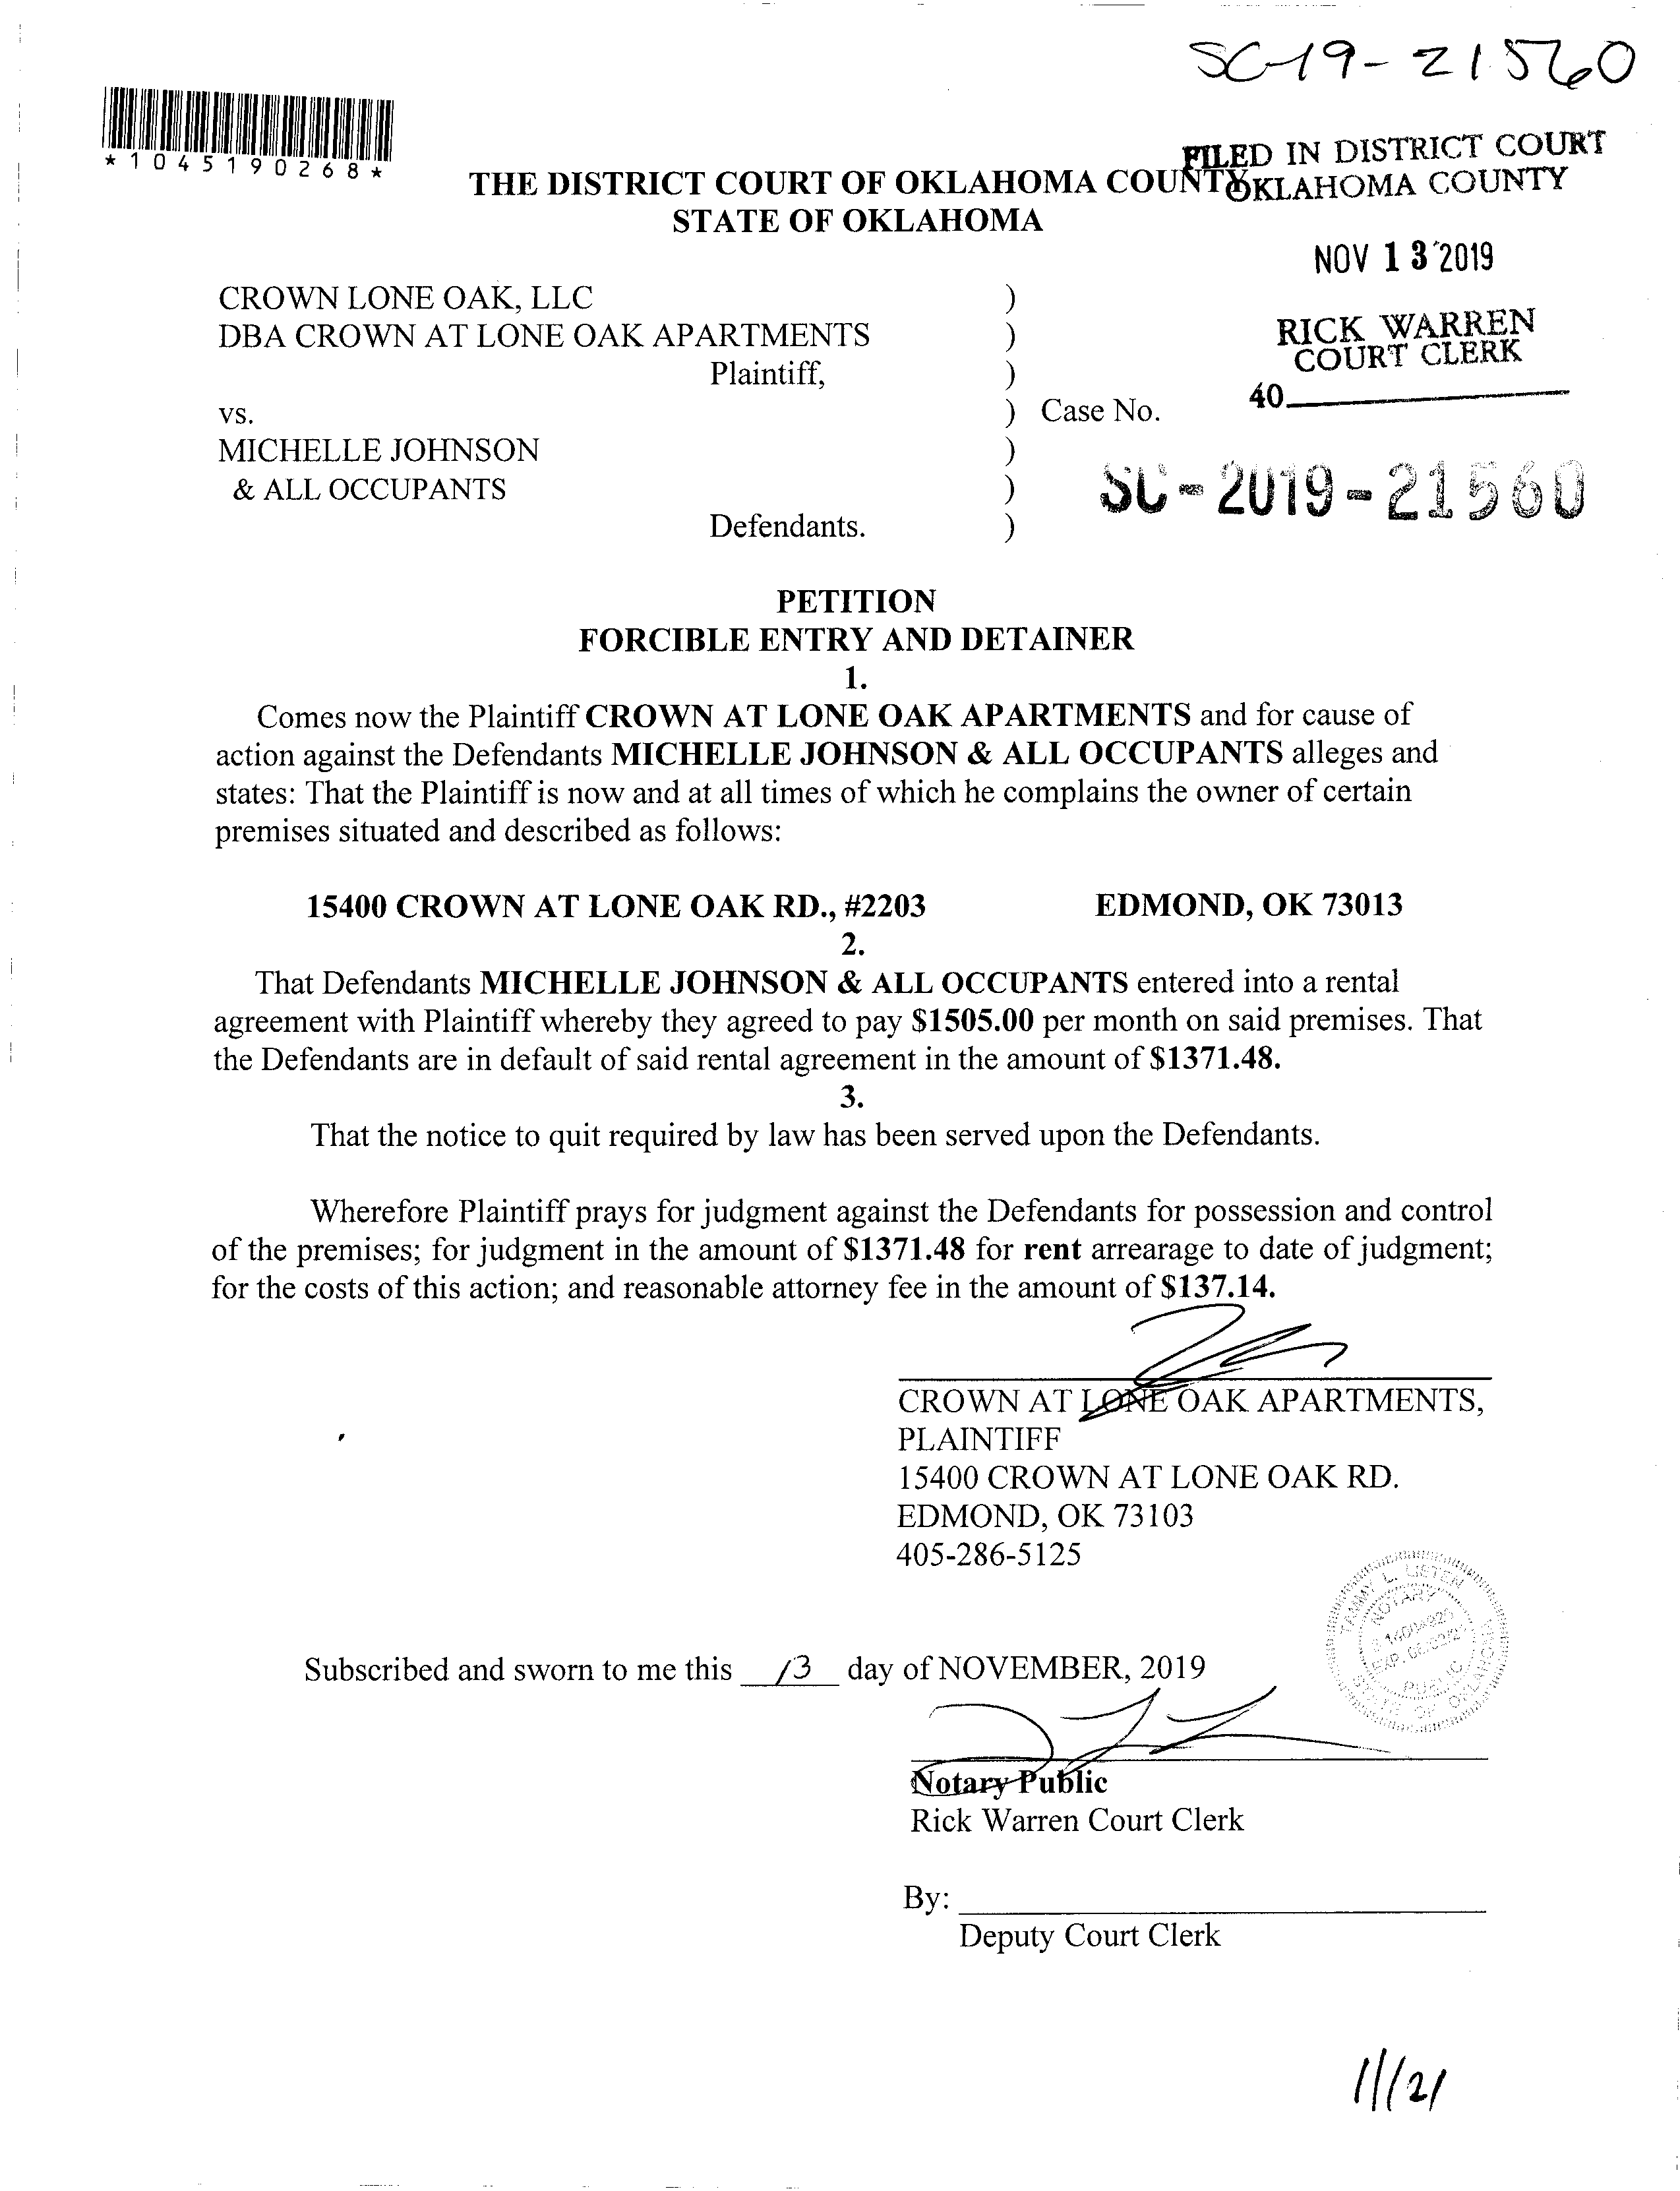 SC-19-21560
*1045190268*
FILED IN DISTRICT COURT
OKLAHOMA COUNTY
THE DISTRICT COURT OF OKLAHOMA COUNTY
STATE OF OKLAHOMA
NOV 13 2019
RICK WARREN
COURT CLERK
40
CROWN LONE OAK, LLC )
DBA CROWN AT LONE OAK APARTMENTS )
Plaintiff, )
vs. ) Case No.
MICHELLE JOHNSON )
& ALL OCCUPANTS ) SC-2019-21560
Defendants. )
PETITION
FORCIBLE ENTRY AND DETAINER
1.
Comes now the Plaintiff CROWN AT LONE OAK APARTMENTS and for cause of
action against the Defendants MICHELLE JOHNSON & ALL OCCUPANTS alleges and
states: That the Plaintiff is now and at all times of which he complains the owner of certain
premises situated and described as follows:
15400 CROWN AT LONE OAK RD., #2203 EDMOND, OK 73013
2.
That Defendants MICHELLE JOHNSON & ALL OCCUPANTS entered into a rental
agreement with Plaintiff whereby they agreed to pay $1505.00 per month on said premises. That
the Defendants are in default of said rental agreement in the amount of $1371.48.
3.
That the notice to quit required by law has been served upon the Defendants.
Wherefore Plaintiff prays for judgment against the Defendants for possession and control
of the premises; for judgment in the amount of $1371.48 for rent arrearage to date of judgment;
for the costs of this action; and reasonable attorney fee in the amount of $137.14.
CROWN AT LONE OAK APARTMENTS,
PLAINTIFF
15400 CROWN AT LONE OAK RD.
EDMOND, OK 73103
405-286-5125
TAMMY L. LISTEN
NOTARY
EXP.
PUBLIC
STATE OF OKLAHOMA
Subscribed and sworn to me this 13 day of NOVEMBER, 2019
Notary Public
Rick Warren Court Clerk
By:
Deputy Court Clerk
11/21